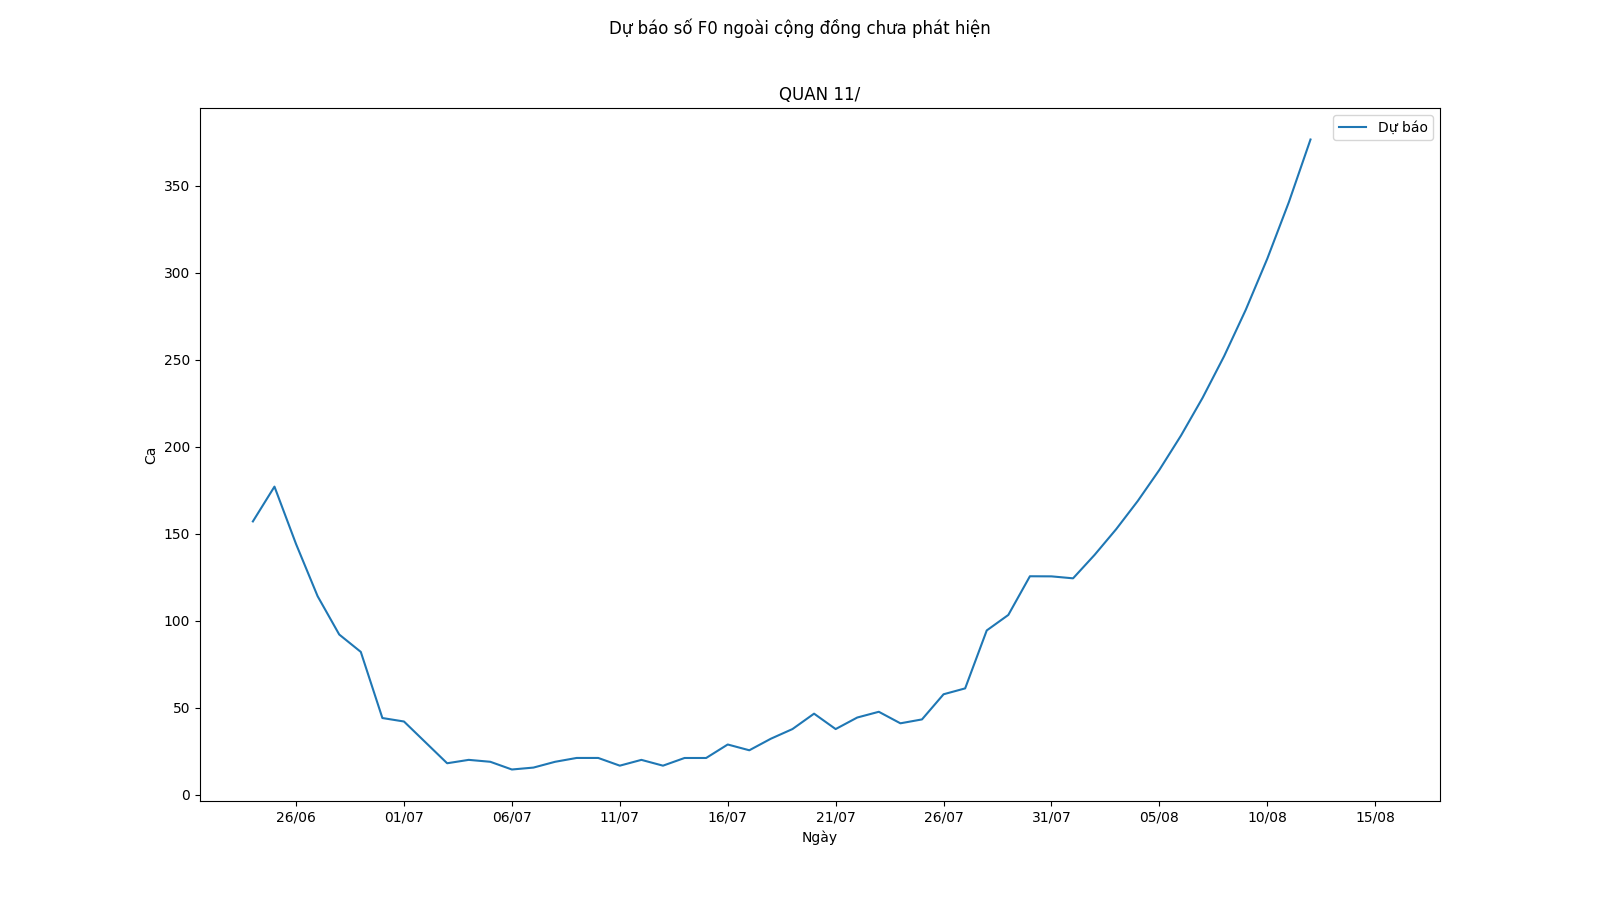 Dự báo số F0 ngoài cộng đồng chưa phát hiện
QUAN 11/
Dự báo
350
300
250
200
150
100
50
0
Ca
26/06 01/07 06/07 11/07 16/07 21/07 26/07 31/07 05/08 10/08 15/08
Ngày